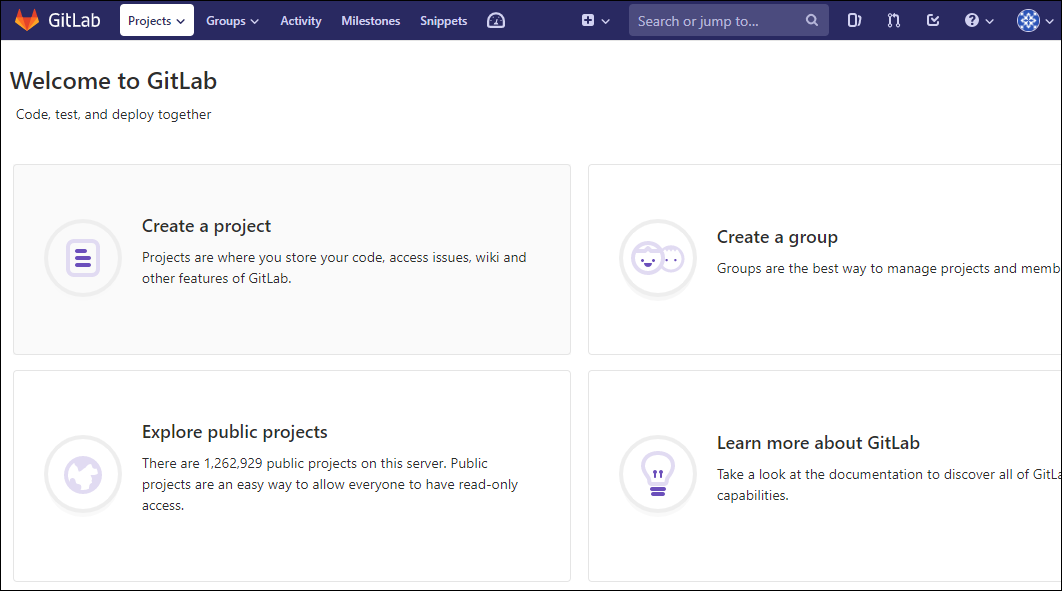 GitLab Projects Groups Activity Milestones Snippets Search or jump to...
Welcome to GitLab
Code, test, and deploy together
Create a project
Projects are where you store your code, access issues, wiki and
other features of GitLab.
Create a group
Groups are the best way to manage projects and memb
Explore public projects
There are 1,262,929 public projects on this server. Public
projects are an easy way to allow everyone to have read-only
access.
Learn more about GitLab
Take a look at the documentation to discover all of GitLa
capabilities.